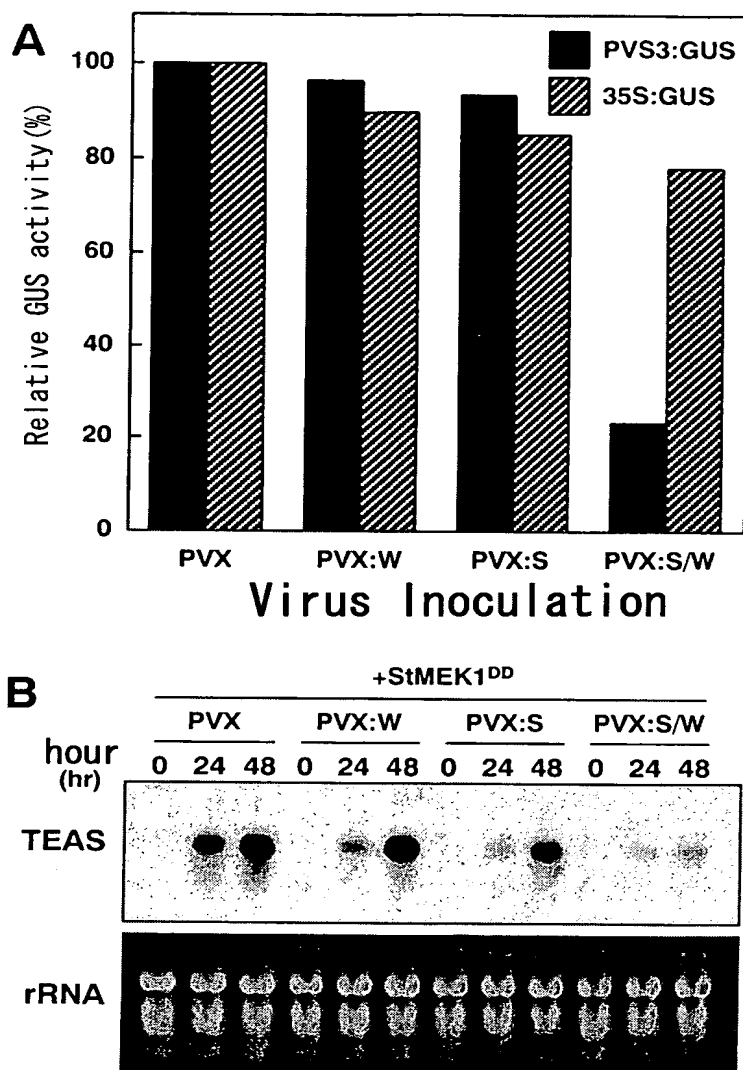 A
PVS3:GUS
35S:GUS
Relative GUS activity(%)
100
80
60
40
20
0
PVX PVX:W PVX:S PVX:S/W
Virus Inoculation
B
+StMEK1DD
PVX PVX:W PVX:S PVX:S/W
hour 0 24 48 0 24 48 0 24 48 0 24 48
(hr)
TEAS
rRNA